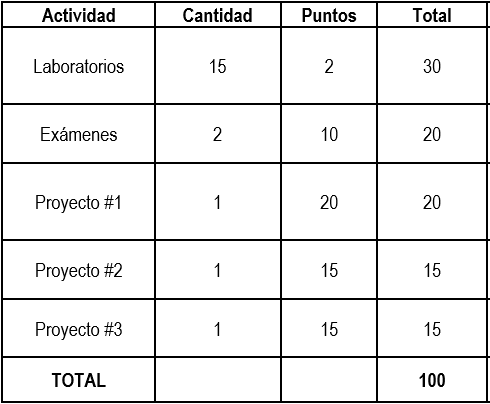 Actividad Cantidad Puntos Total
Laboratorios 15 2 30
Exámenes 2 10 20
Proyecto #1 1 20 20
Proyecto #2 1 15 15
Proyecto #3 1 15 15
TOTAL 100